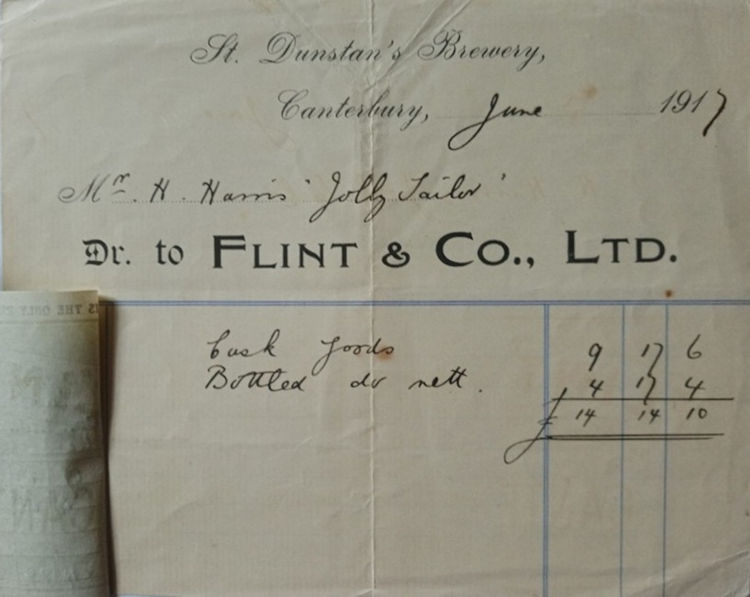 St. Dunstan's Brewery,
Canterbury, June 1917
Mr. H. Harris 'Jolly Sailor'
Dr. to FLINT & CO., LTD.
Cask goods 9 17 6
Bottled do nett. 4 17 4
£ 14 14 10